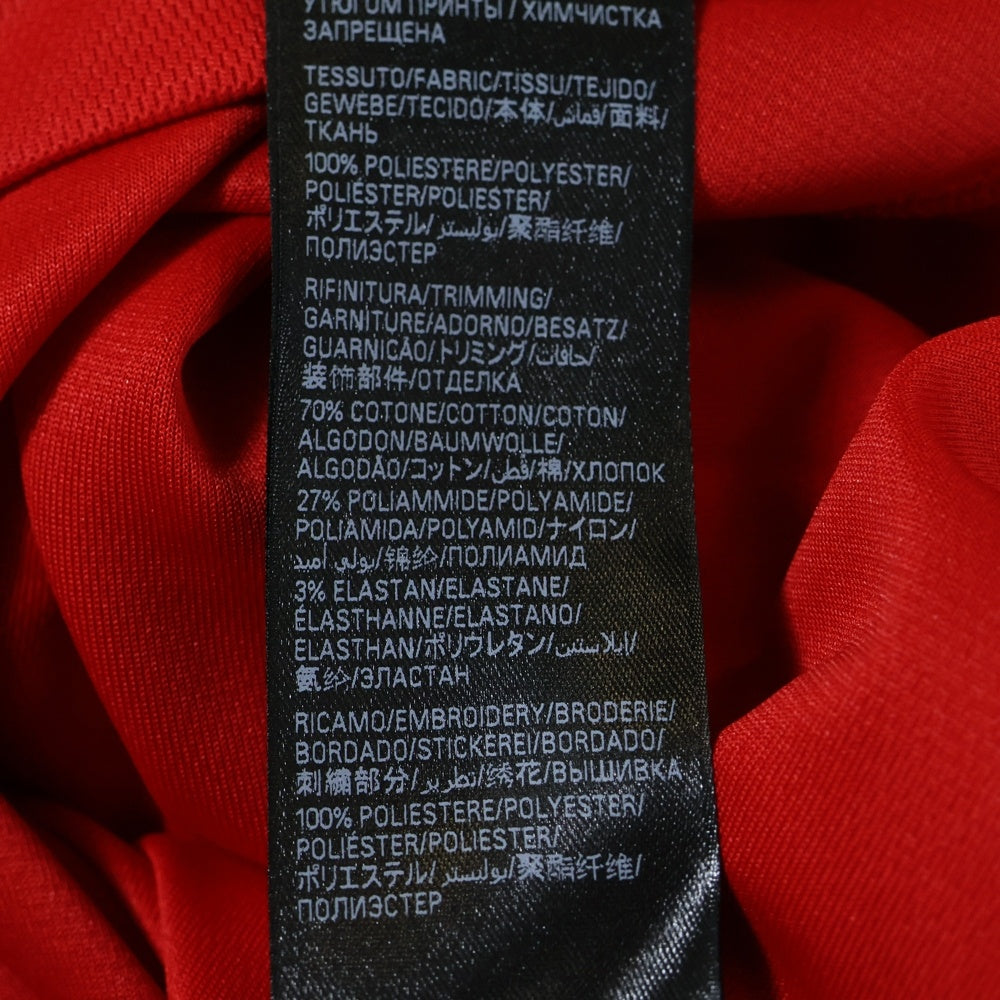 УТЮГОМ ПРИНТЫ / ХИМЧИСТКА
ЗАПРЕЩЕНА
TESSUTO/FABRIC/TISSU/TEJIDO/
GEWEBE/TECIDO/本体/قماش/面料/
ТКАНЬ
100% POLIESTERE/POLYESTER/
POLIÉSTER/POLIESTER/
ポリエステル/بوليستر/聚酯纤维/
ПОЛИЭСТЕР
RIFINITURA/TRIMMING/
GARNITURE/ADORNO/BESATZ/
GUARNICÃO/トリミング/حافات/
装饰部件/ОТДЕЛКА
70% COTONE/COTTON/COTON/
ALGODON/BAUMWOLLE/
ALGODÃO/コットン/قطن/棉/ХЛОПОК
27% POLIAMMIDE/POLYAMIDE/
POLIAMIDA/POLYAMID/ナイロン/
بولي أميد/锦纶/ПОЛИАМИД
3% ELASTAN/ELASTANE/
ÉLASTHANNE/ELASTANO/
ELASTHAN/ポリウレタン/ايلاستين/
氨纶/ЭЛАСТАН
RICAMO/EMBROIDERY/BRODERIE/
BORDADO/STICKEREI/BORDADO/
刺繍部分/تطريز/绣花/ВЫШИВКА
100% POLIESTERE/POLYESTER/
POLIÉSTER/POLIESTER/
ポリエステル/بوليستر/聚酯纤维/
ПОЛИЭСТЕР